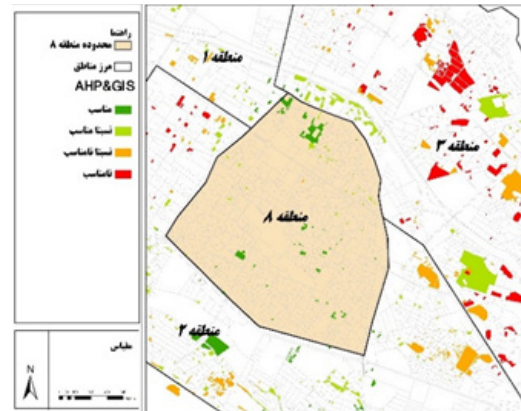 راهنما
محدوده منطقه ۸
مرز مناطق
AHP&GIS
مناسب
نسبتا مناسب
نسبتا نامناسب
نامناسب
مقیاس
N
منطقه ۱
منطقه ۳
منطقه ۸
منطقه ۲